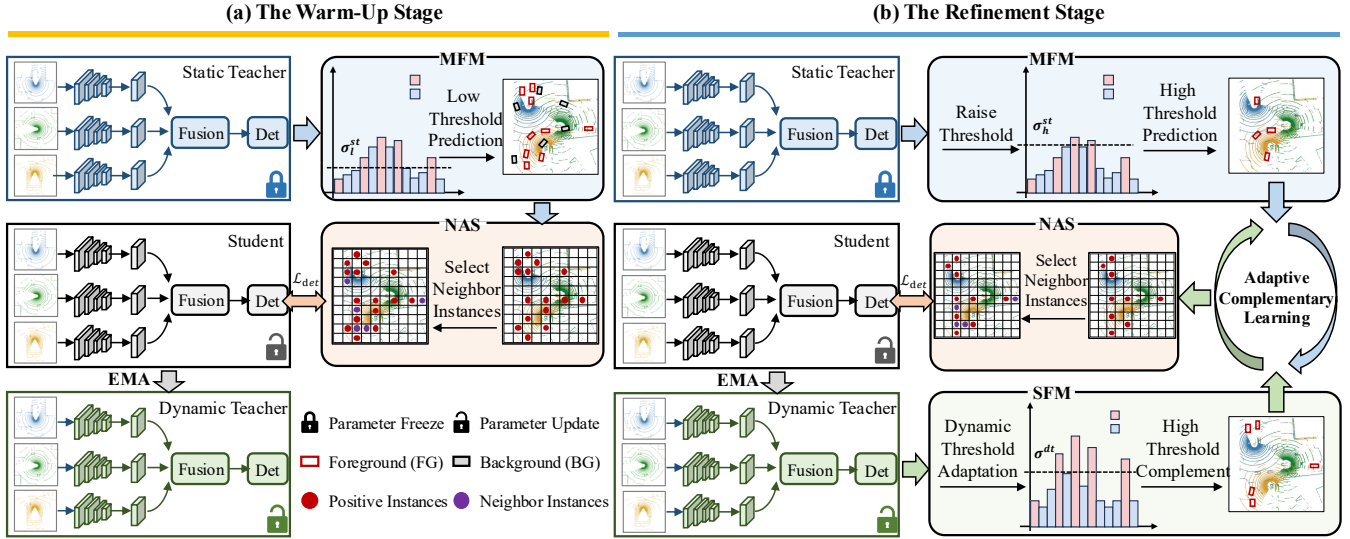 (a) The Warm-Up Stage
Static Teacher
Fusion
Det
MFM
σ_l^st
Low
Threshold
Prediction
Student
Fusion
Det
ℒ_det
NAS
Select
Neighbor
Instances
EMA
Dynamic Teacher
Fusion
Det
Parameter Freeze
Parameter Update
Foreground (FG)
Background (BG)
Positive Instances
Neighbor Instances
(b) The Refinement Stage
Static Teacher
Fusion
Det
MFM
Raise
Threshold
σ_h^st
High
Threshold
Prediction
Student
Fusion
Det
ℒ_det
NAS
Select
Neighbor
Instances
Adaptive
Complementary
Learning
EMA
Dynamic Teacher
Fusion
Det
SFM
Dynamic
Threshold
Adaptation
σ^dt
High
Threshold
Complement